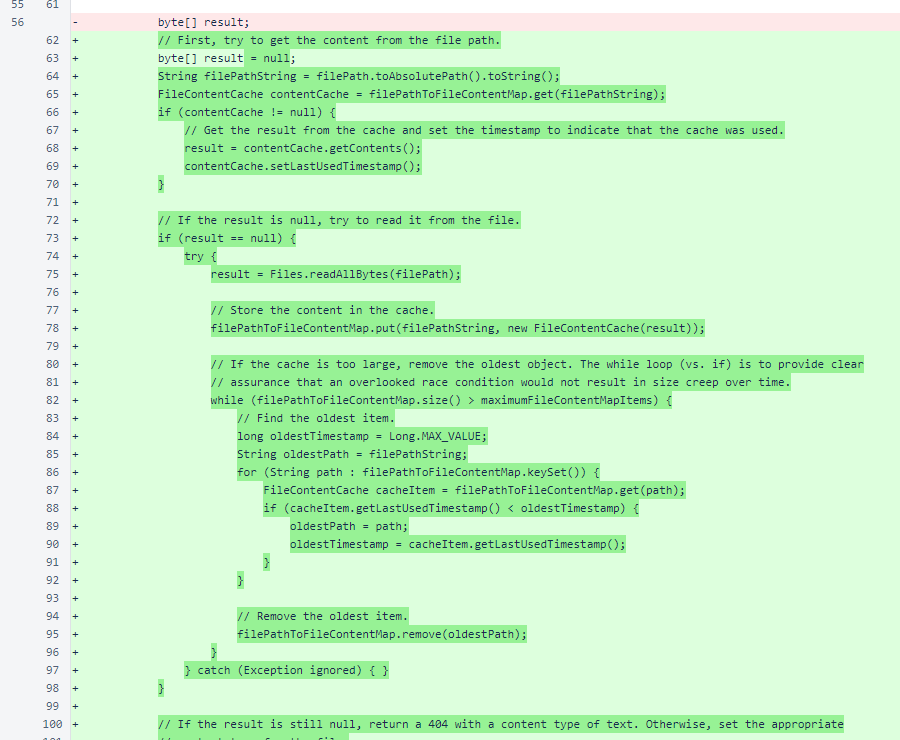 55 61
56 - byte[] result;
62 + // First, try to get the content from the file path.
63 + byte[] result = null;
64 + String filePathString = filePath.toAbsolutePath().toString();
65 + FileContentCache contentCache = filePathToFileContentMap.get(filePathString);
66 + if (contentCache != null) {
67 + // Get the result from the cache and set the timestamp to indicate that the cache was used.
68 + result = contentCache.getContents();
69 + contentCache.setLastUsedTimestamp();
70 + }
71 +
72 + // If the result is null, try to read it from the file.
73 + if (result == null) {
74 + try {
75 + result = Files.readAllBytes(filePath);
76 +
77 + // Store the content in the cache.
78 + filePathToFileContentMap.put(filePathString, new FileContentCache(result));
79 +
80 + // If the cache is too large, remove the oldest object. The while loop (vs. if) is to provide clear
81 + // assurance that an overlooked race condition would not result in size creep over time.
82 + while (filePathToFileContentMap.size() > maximumFileContentMapItems) {
83 + // Find the oldest item.
84 + long oldestTimestamp = Long.MAX_VALUE;
85 + String oldestPath = filePathString;
86 + for (String path : filePathToFileContentMap.keySet()) {
87 + FileContentCache cacheItem = filePathToFileContentMap.get(path);
88 + if (cacheItem.getLastUsedTimestamp() < oldestTimestamp) {
89 + oldestPath = path;
90 + oldestTimestamp = cacheItem.getLastUsedTimestamp();
91 + }
92 + }
93 +
94 + // Remove the oldest item.
95 + filePathToFileContentMap.remove(oldestPath);
96 + }
97 + } catch (Exception ignored) { }
98 + }
99 +
100 + // If the result is still null, return a 404 with a content type of text. Otherwise, set the appropriate